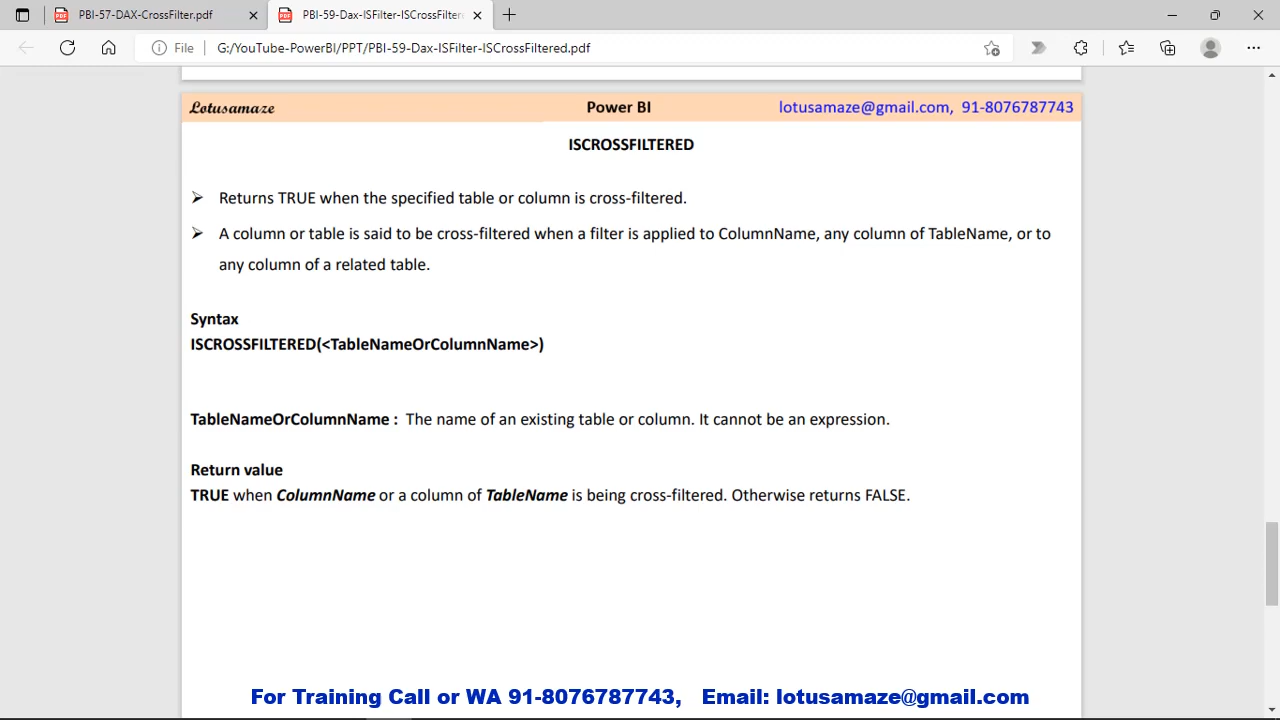 PBI-57-DAX-CrossFilter.pdf
PBI-59-Dax-ISFilter-ISCrossFiltere
File
G:/YouTube-PowerBI/PPT/PBI-59-Dax-ISFilter-ISCrossFiltered.pdf
Lotusamaze Power BI lotusamaze@gmail.com, 91-8076787743
ISCROSSFILTERED
➢ Returns TRUE when the specified table or column is cross-filtered.
➢ A column or table is said to be cross-filtered when a filter is applied to ColumnName, any column of TableName, or to
any column of a related table.
Syntax
ISCROSSFILTERED(<TableNameOrColumnName>)
TableNameOrColumnName : The name of an existing table or column. It cannot be an expression.
Return value
TRUE when ColumnName or a column of TableName is being cross-filtered. Otherwise returns FALSE.
For Training Call or WA 91-8076787743, Email: lotusamaze@gmail.com